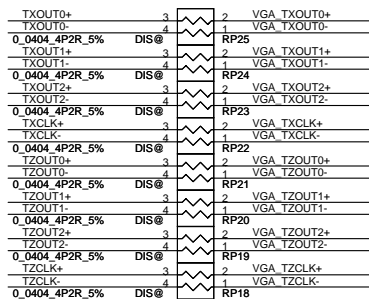 TXOUT0+ 3 2 VGA_TXOUT0+
TXOUT0- 4 1 VGA_TXOUT0-
0_0404_4P2R_5% DIS@ RP25
TXOUT1+ 3 2 VGA_TXOUT1+
TXOUT1- 4 1 VGA_TXOUT1-
0_0404_4P2R_5% DIS@ RP24
TXOUT2+ 3 2 VGA_TXOUT2+
TXOUT2- 4 1 VGA_TXOUT2-
0_0404_4P2R_5% DIS@ RP23
TXCLK+ 3 2 VGA_TXCLK+
TXCLK- 4 1 VGA_TXCLK-
0_0404_4P2R_5% DIS@ RP22
TZOUT0+ 3 2 VGA_TZOUT0+
TZOUT0- 4 1 VGA_TZOUT0-
0_0404_4P2R_5% DIS@ RP21
TZOUT1+ 3 2 VGA_TZOUT1+
TZOUT1- 4 1 VGA_TZOUT1-
0_0404_4P2R_5% DIS@ RP20
TZOUT2+ 3 2 VGA_TZOUT2+
TZOUT2- 4 1 VGA_TZOUT2-
0_0404_4P2R_5% DIS@ RP19
TZCLK+ 3 2 VGA_TZCLK+
TZCLK- 4 1 VGA_TZCLK-
0_0404_4P2R_5% DIS@ RP18